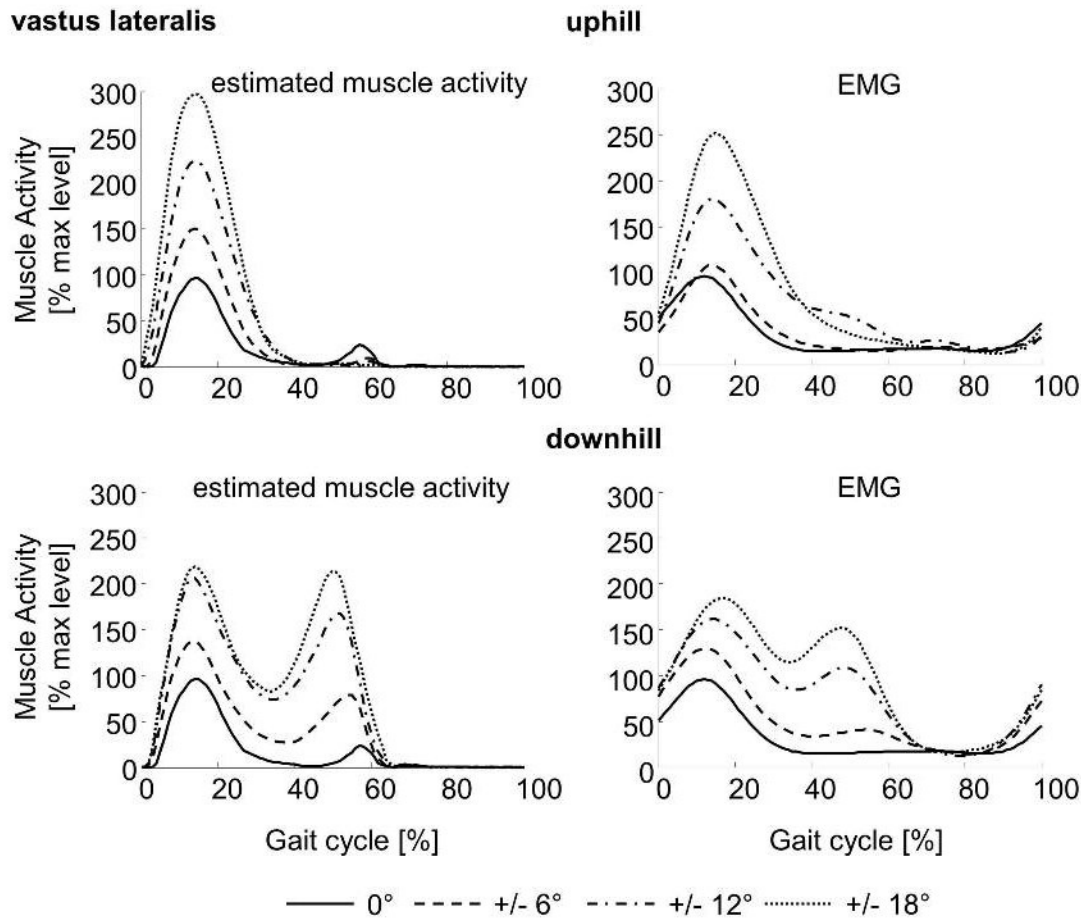 vastus lateralis
uphill
estimated muscle activity
EMG
Muscle Activity
[% max level]
300
250
200
150
100
50
0
0 20 40 60 80 100
300
250
200
150
100
50
0
0 20 40 60 80 100
downhill
estimated muscle activity
EMG
Muscle Activity
[% max level]
300
250
200
150
100
50
0
0 20 40 60 80 100
Gait cycle [%]
300
250
200
150
100
50
0
0 20 40 60 80 100
Gait cycle [%]
0° +/- 6° +/- 12° +/- 18°